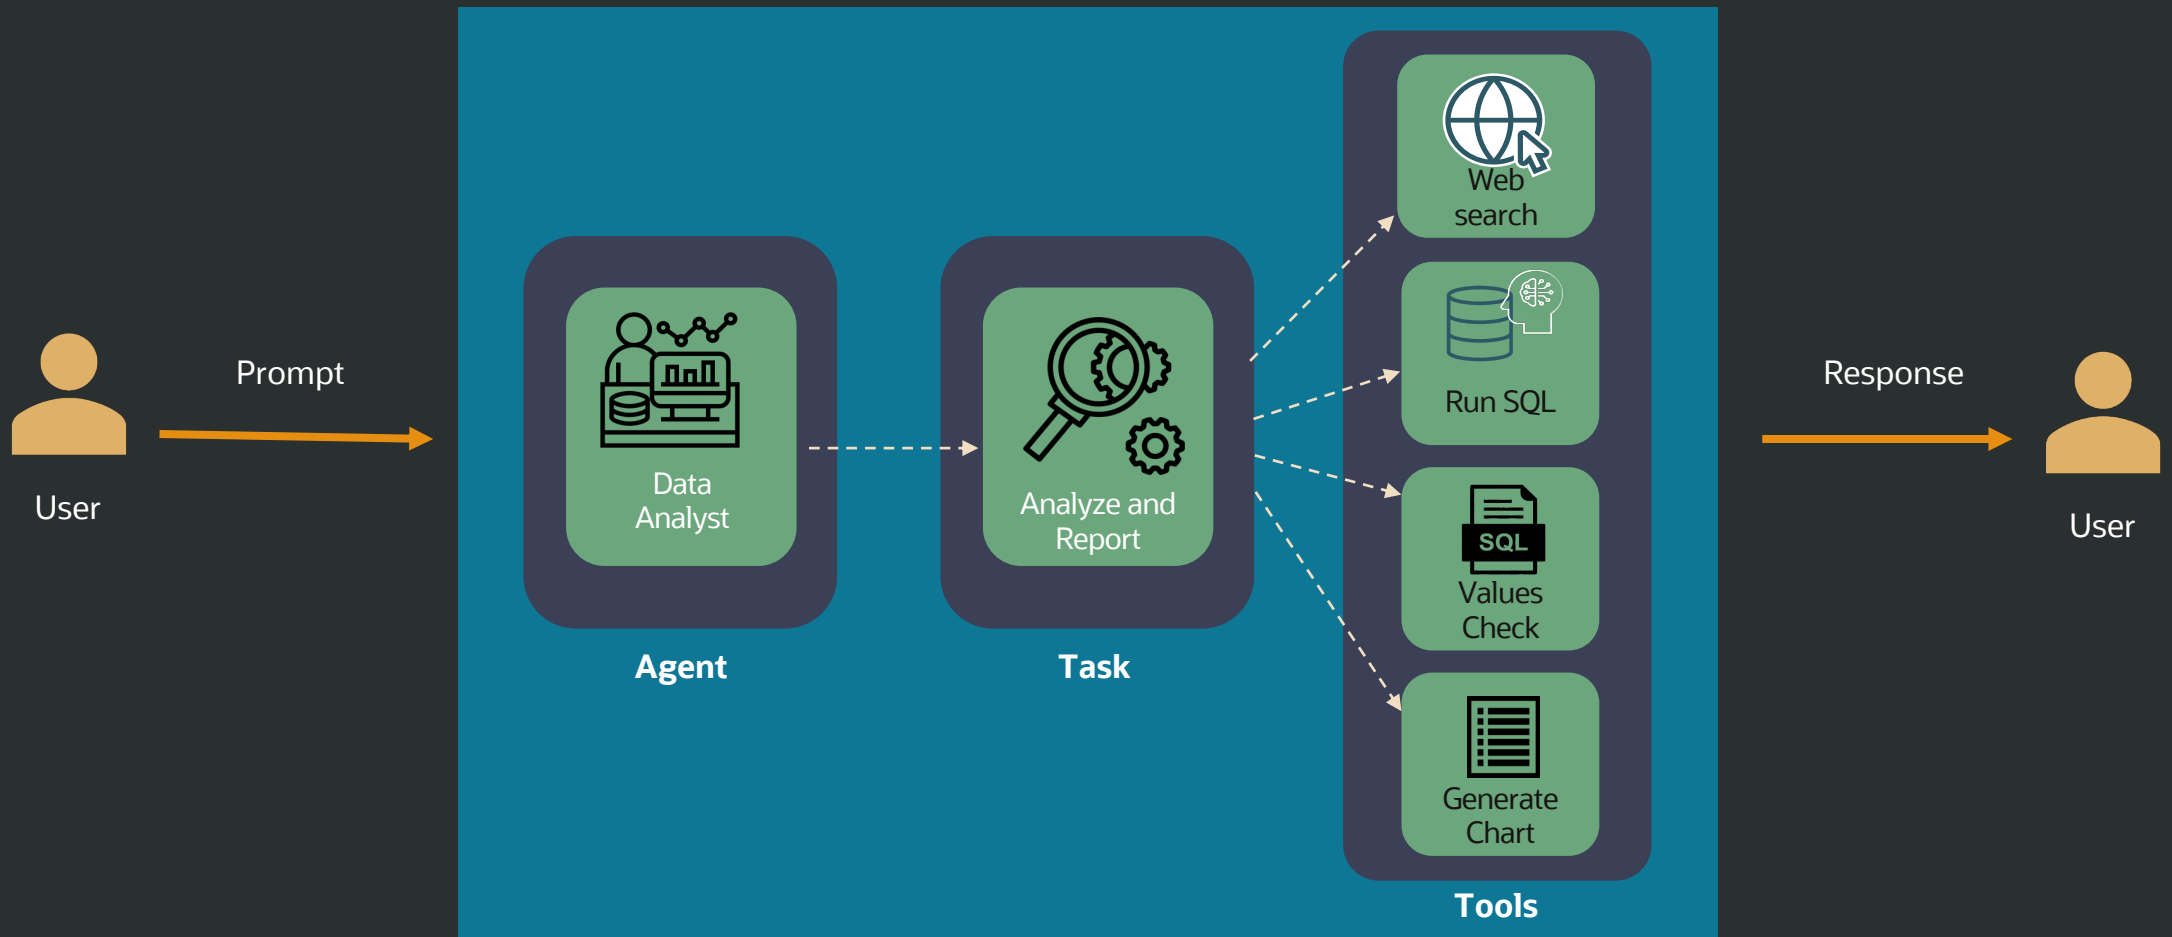 User
Prompt
Data
Analyst
Agent
Analyze and
Report
Task
Web
search
Run SQL
SQL
Values
Check
Generate
Chart
Tools
Response
User